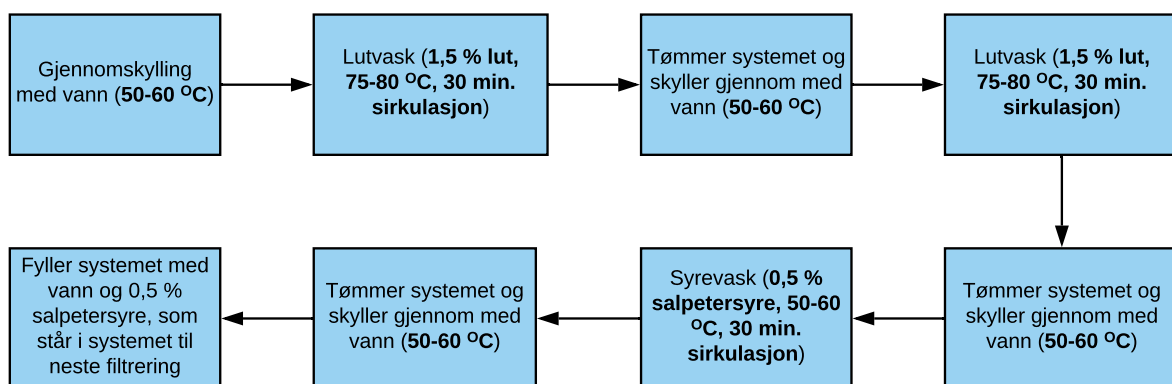 Gjennomskylling
med vann (50-60 ᴼC)
Lutvask (1,5 % lut,
75-80 ᴼC, 30 min.
sirkulasjon)
Tømmer systemet og
skyller gjennom med
vann (50-60 ᴼC)
Lutvask (1,5 % lut,
75-80 ᴼC, 30 min.
sirkulasjon)
Tømmer systemet og
skyller gjennom med
vann (50-60 ᴼC)
Syrevask (0,5 %
salpetersyre, 50-60
ᴼC, 30 min.
sirkulasjon)
Tømmer systemet og
skyller gjennom med
vann (50-60 ᴼC)
Fyller systemet med
vann og 0,5 %
salpetersyre, som
står i systemet til
neste filtrering